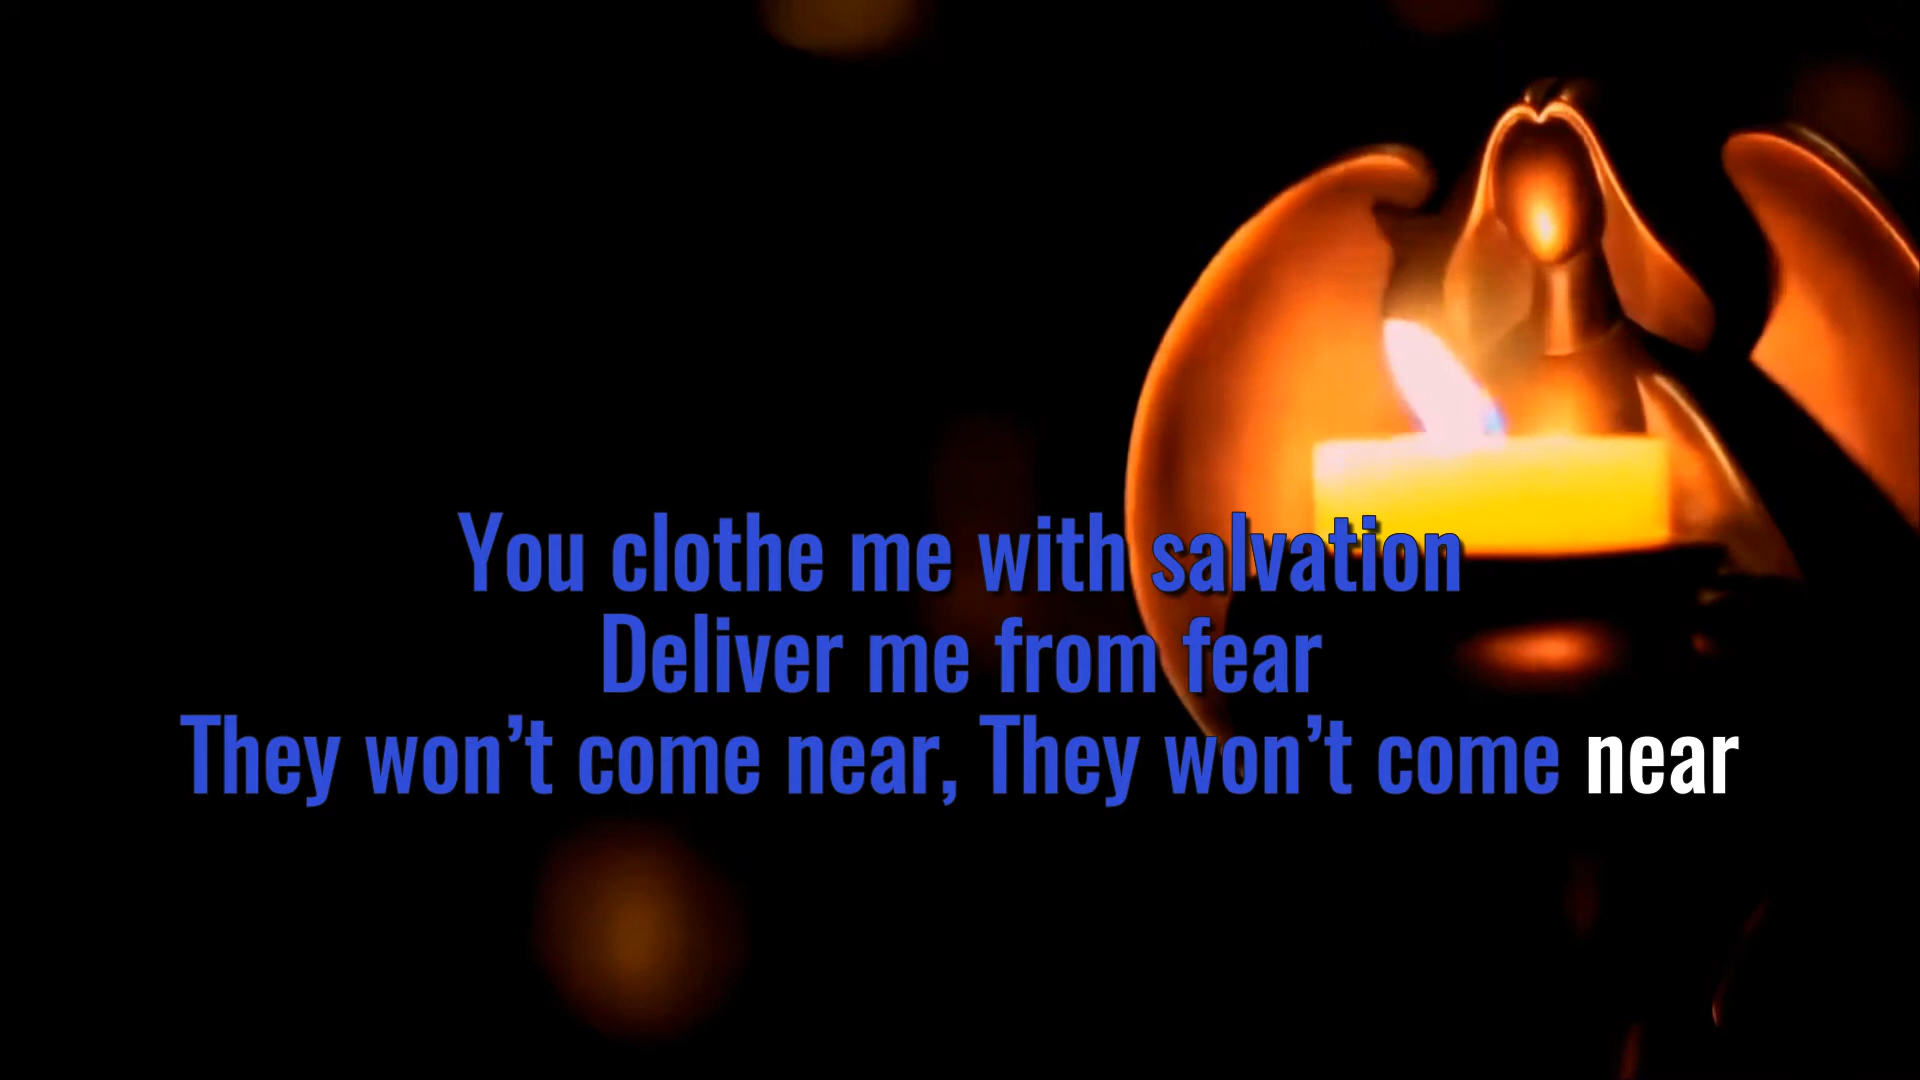 You clothe me with salvation
Deliver me from fear
They won’t come near, They won’t come near